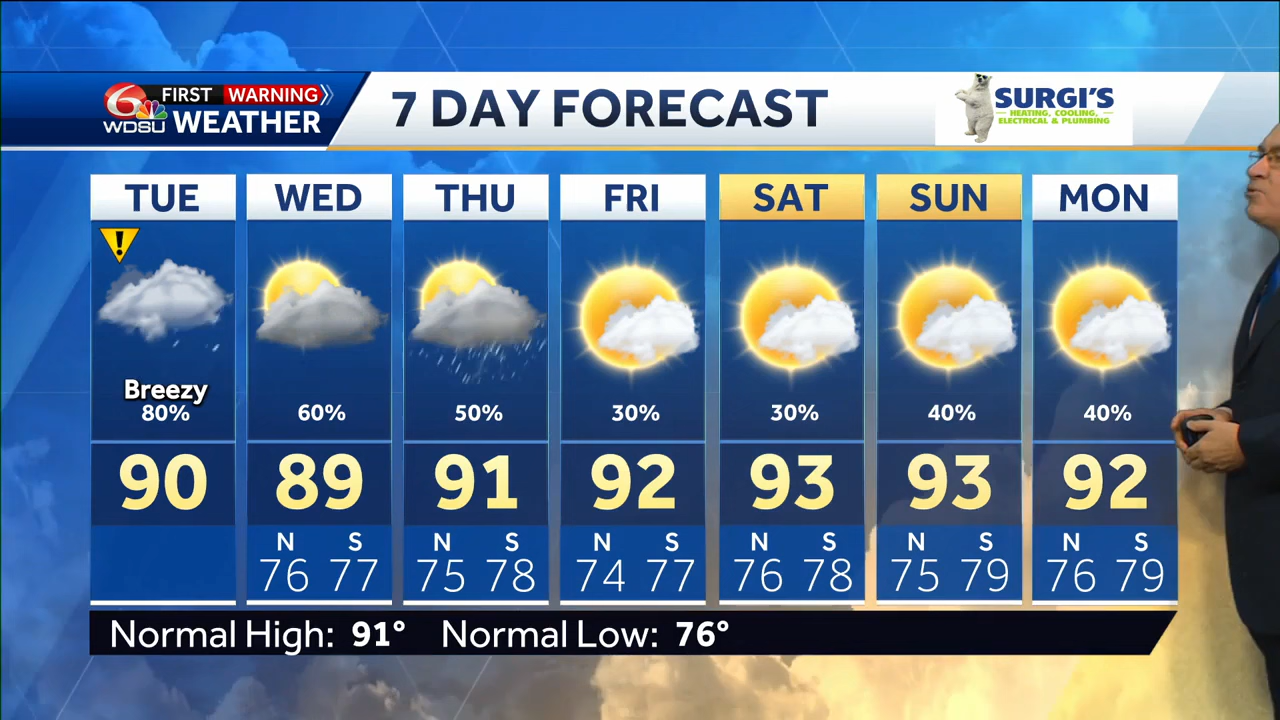 6
WDSU
FIRST WARNING
WEATHER
7 DAY FORECAST
SURGI'S
HEATING, COOLING,
ELECTRICAL & PLUMBING
TUE WED THU FRI SAT SUN MON
!
Breezy
80% 60% 50% 30% 30% 40% 40%
90 89 91 92 93 93 92
N S N S N S N S N S N S
76 77 75 78 74 77 76 78 75 79 76 79
Normal High: 91° Normal Low: 76°